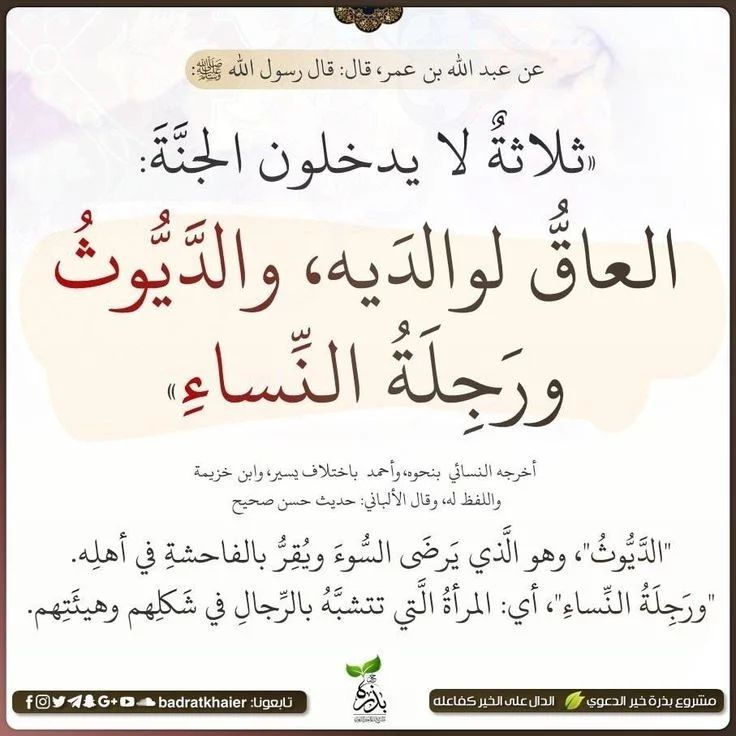 عن عبد الله بن عمر، قال: قال رسول الله ﷺ:
«ثلاثةٌ لا يدخلون الجنَّةَ:
العاقُّ لوالدَيه، والدَّيُّوثُ
ورَجِلَةُ النِّساءِ»
أخرجه النسائي بنحوه، وأحمد باختلاف يسير، وابن خزيمة
واللفظ له، وقال الألباني: حديث حسن صحيح
"الدَّيُّوثُ"، وهو الَّذي يَرضَى السُّوءَ ويُقِرُّ بالفاحشةِ في أهلِه.
"ورَجِلَةُ النِّساءِ"، أي: المرأةُ الَّتي تتشبَّهُ بالرِّجالِ في شَكلِهم وهيئَتِهم.
مشروع بذرة خير الدعوي الدال على الخير كفاعله
بذرة
تابعونا: badratkhaier